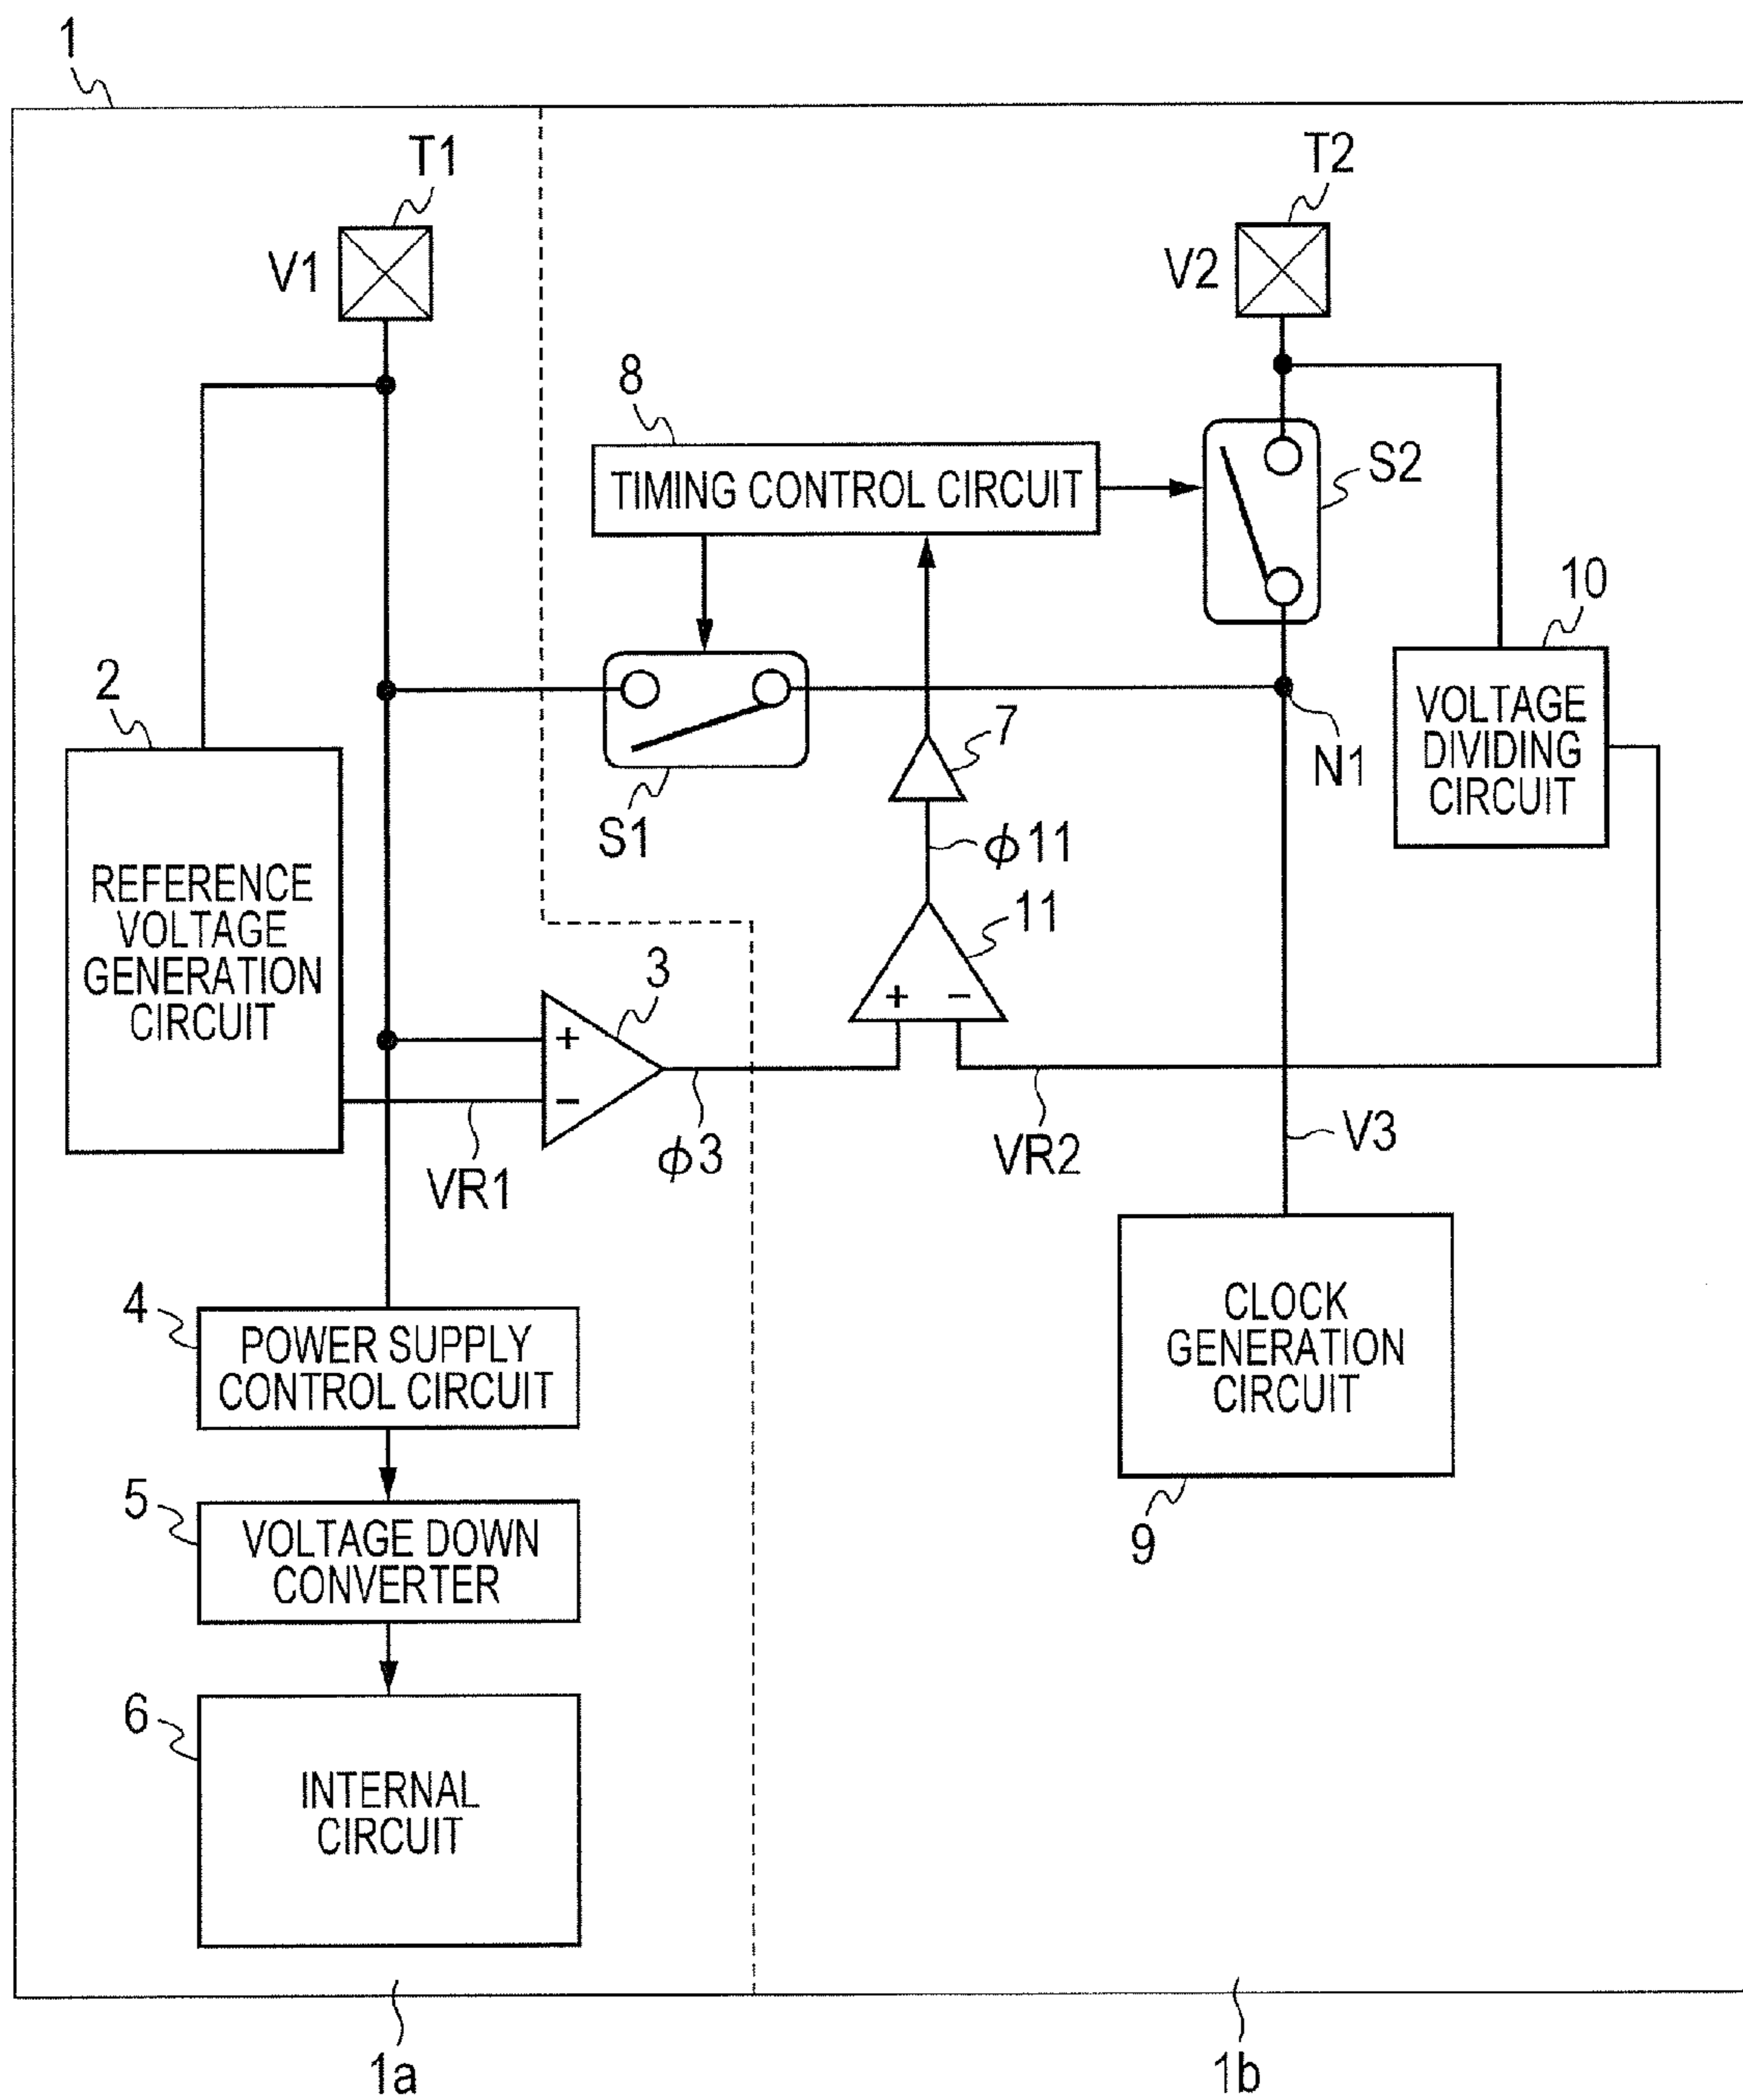 1
T1
T2
V1
V2
8
TIMING CONTROL CIRCUIT
S2
10
2
VOLTAGE
DIVIDING
CIRCUIT
7
N1
S1
ϕ11
REFERENCE
VOLTAGE
GENERATION
CIRCUIT
11
3
+
-
+
-
VR1
ϕ3
VR2
V3
4
POWER SUPPLY
CONTROL CIRCUIT
CLOCK
GENERATION
CIRCUIT
5
VOLTAGE DOWN
CONVERTER
9
6
INTERNAL
CIRCUIT
1a
1b